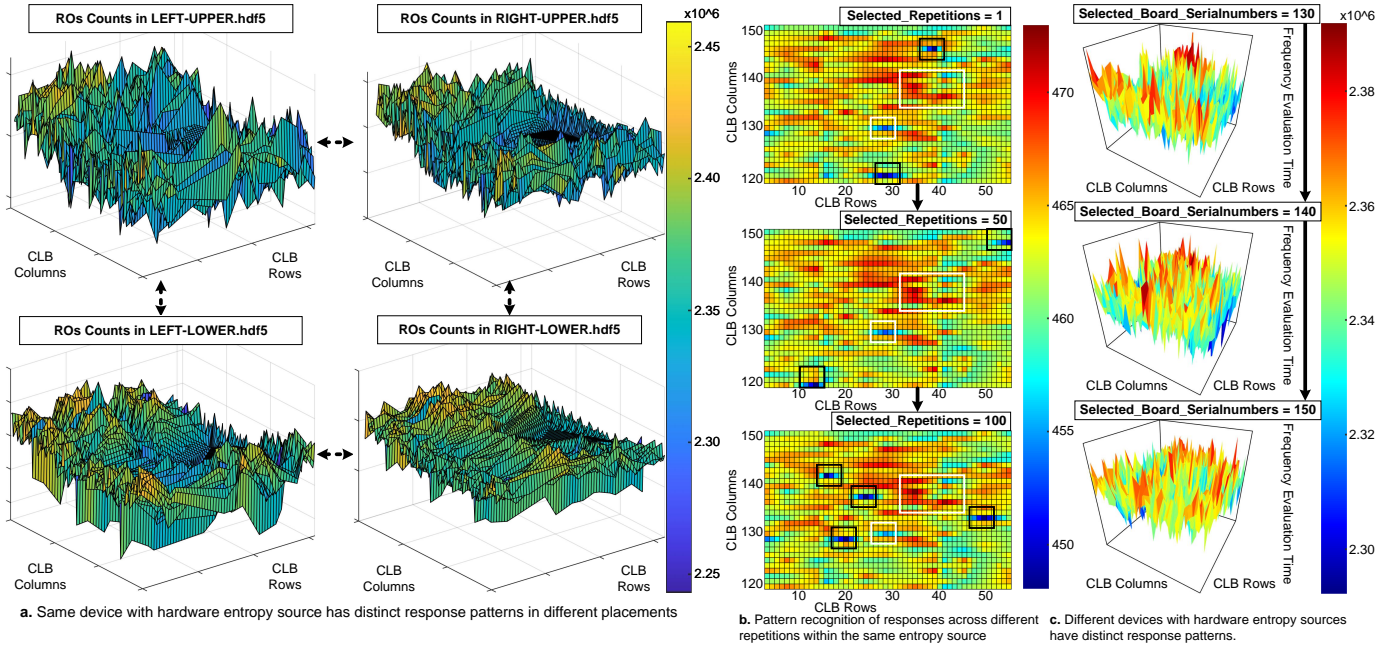 ROs Counts in LEFT-UPPER.hdf5
CLB
Columns
CLB
Rows
ROs Counts in RIGHT-UPPER.hdf5
CLB
Columns
CLB
Rows
ROs Counts in LEFT-LOWER.hdf5
CLB
Columns
CLB
Rows
ROs Counts in RIGHT-LOWER.hdf5
CLB
Columns
CLB
Rows
x10^6
2.45
2.40
2.35
2.30
2.25
a. Same device with hardware entropy source has distinct response patterns in different placements
Selected_Repetitions = 1
CLB Columns
150
140
130
120
10 20 30 40 50
CLB Rows
Selected_Repetitions = 50
CLB Columns
150
140
130
120
10 20 30 40 50
CLB Rows
Selected_Repetitions = 100
CLB Columns
150
140
130
120
10 20 30 40 50
CLB Rows
470
465
460
455
450
b. Pattern recognition of responses across different
repetitions within the same entropy source
Selected_Board_Serialnumbers = 130
CLB Columns
CLB Rows
Frequency Evaluation Time
Selected_Board_Serialnumbers = 140
CLB Columns
CLB Rows
Frequency Evaluation Time
Selected_Board_Serialnumbers = 150
CLB Columns
CLB Rows
Frequency Evaluation Time
x10^6
2.38
2.36
2.34
2.32
2.30
c. Different devices with hardware entropy sources
have distinct response patterns.